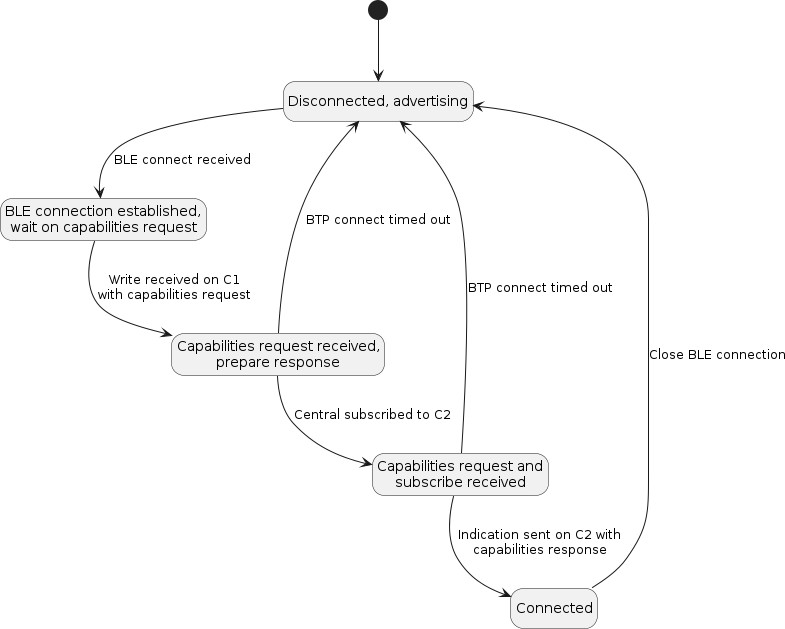 Disconnected, advertising
BLE connect received
BLE connection established,
wait on capabilities request
BTP connect timed out
Write received on C1
with capabilities request
BTP connect timed out
Capabilities request received,
prepare response
Close BLE connection
Central subscribed to C2
Capabilities request and
subscribe received
Indication sent on C2 with
capabilities response
Connected